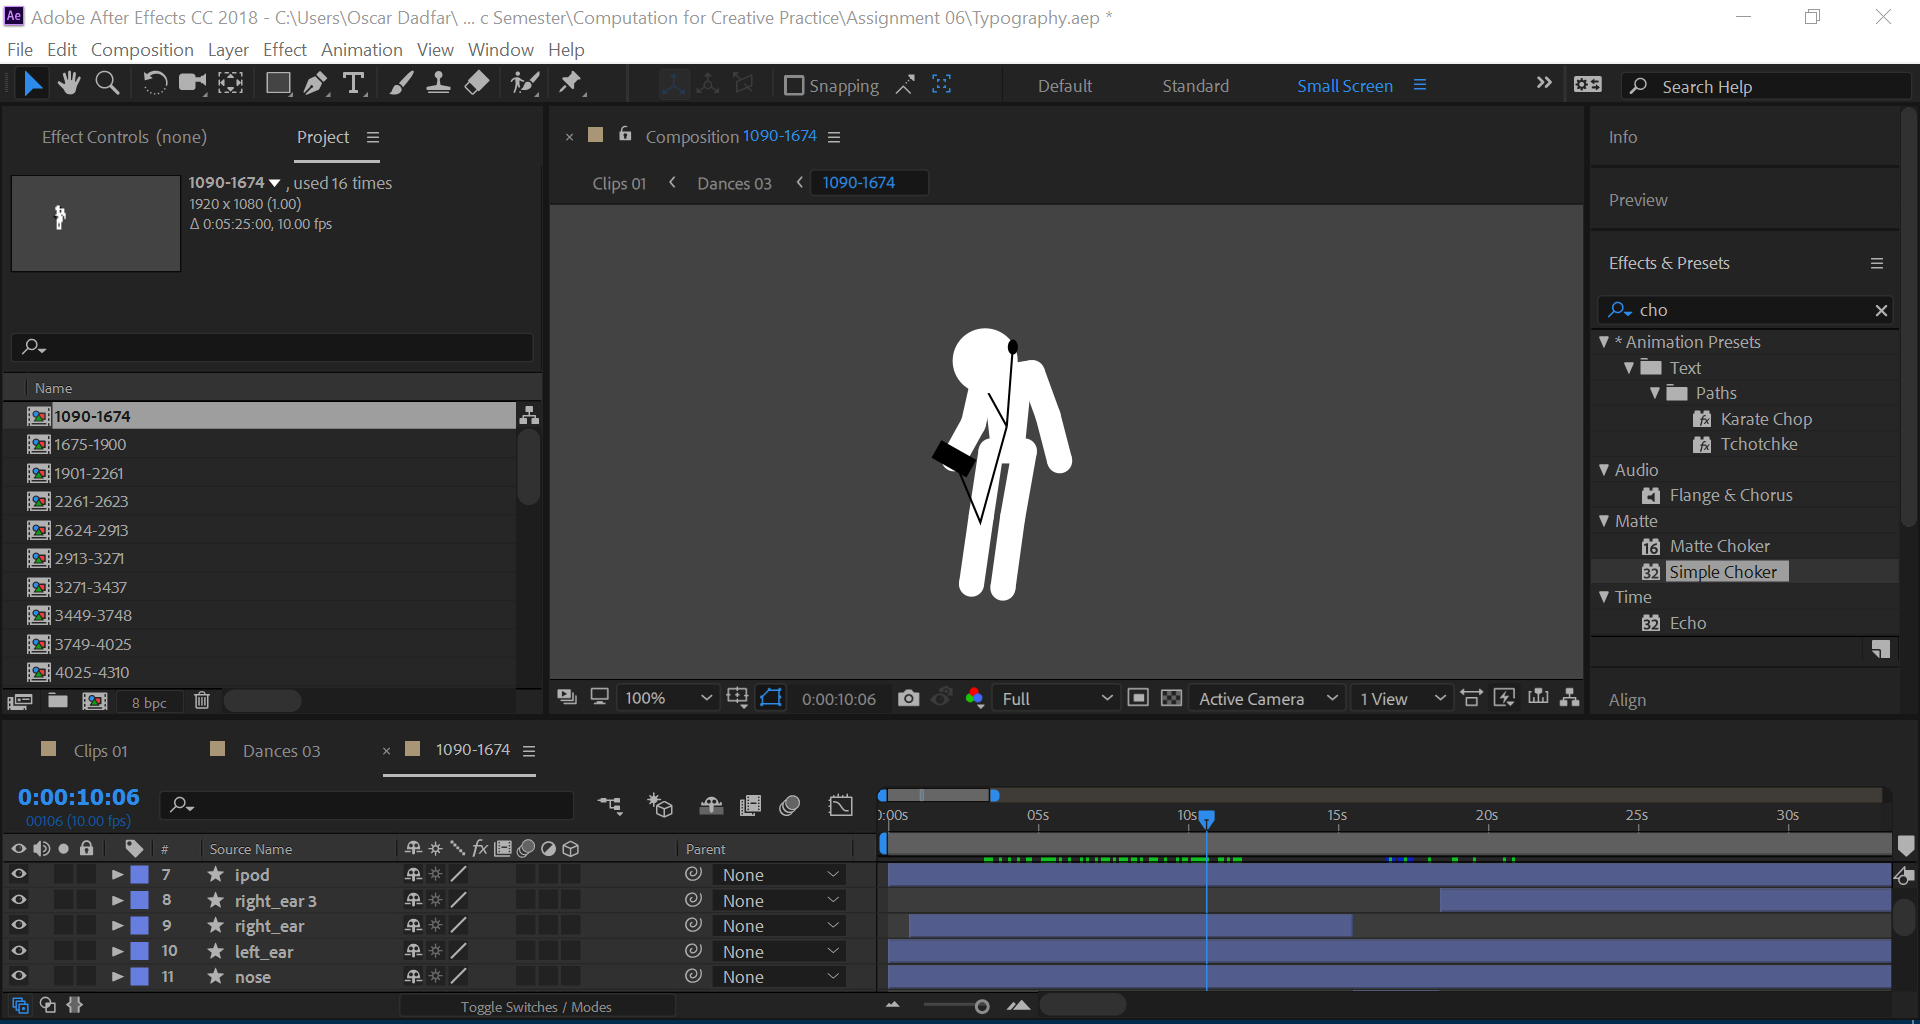 Ae Adobe After Effects CC 2018 - C:\Users\Oscar Dadfar\ ... c Semester\Computation for Creative Practice\Assignment 06\Typography.aep *
File Edit Composition Layer Effect Animation View Window Help
T Snapping Default Standard Small Screen Search Help
Effect Controls (none) Project
1090-1674 , used 16 times
1920 x 1080 (1.00)
Δ 0:05:25:00, 10.00 fps
Name
1090-1674
1675-1900
1901-2261
2261-2623
2624-2913
2913-3271
3271-3437
3449-3748
3749-4025
4025-4310
8 bpc
Composition 1090-1674
Clips 01 Dances 03 1090-1674
100% 0:00:10:06 Full Active Camera 1 View
Info
Preview
Effects & Presets
cho
* Animation Presets
Text
Paths
Karate Chop
Tchotchke
Audio
Flange & Chorus
Matte
16 Matte Choker
32 Simple Choker
Time
32 Echo
Align
Clips 01 Dances 03 1090-1674
0:00:10:06
00106 (10.00 fps)
):00s 05s 10s 15s 20s 25s 30s
# Source Name fx Parent
7 ipod None
8 right_ear 3 None
9 right_ear None
10 left_ear None
11 nose None
Toggle Switches / Modes